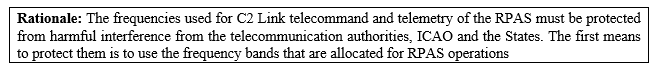 Rationale: The frequencies used for C2 Link telecommand and telemetry of the RPAS must be protected
from harmful interference from the telecommunication authorities, ICAO and the States. The first means
to protect them is to use the frequency bands that are allocated for RPAS operations